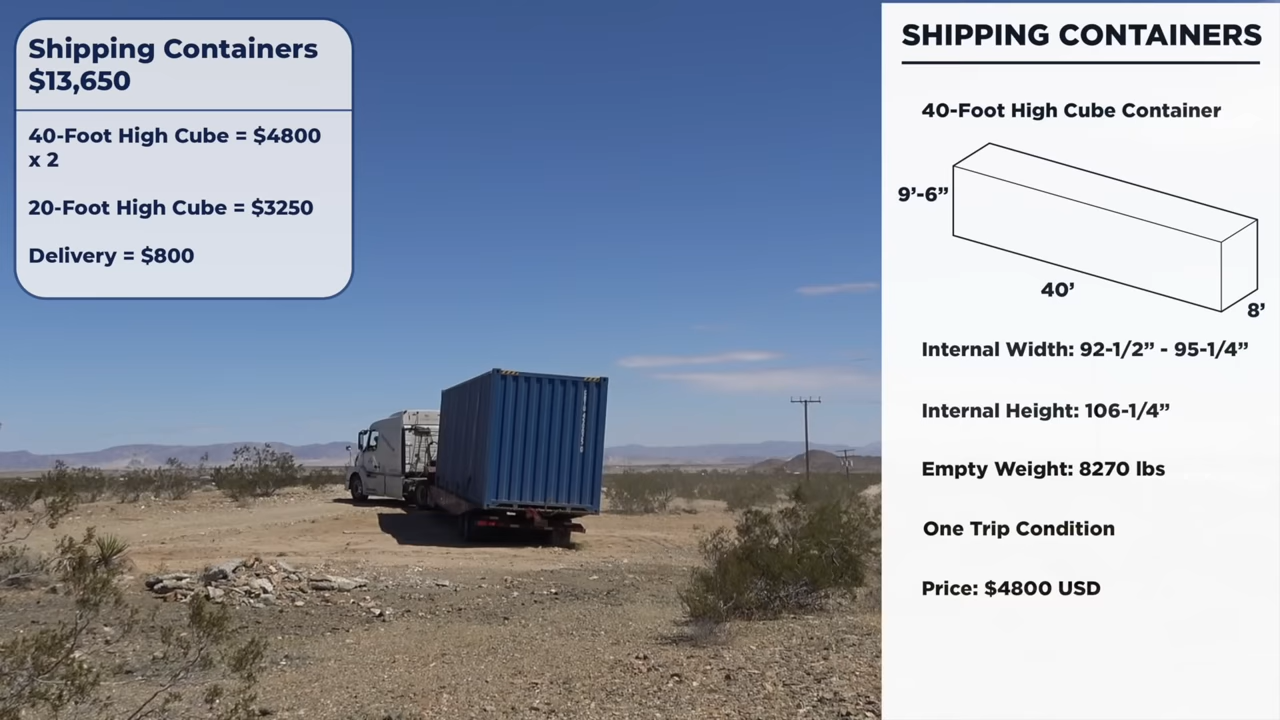 Shipping Containers
$13,650
40-Foot High Cube = $4800
x 2
20-Foot High Cube = $3250
Delivery = $800
SHIPPING CONTAINERS
40-Foot High Cube Container
9’-6”
40’
8’
Internal Width: 92-1/2” - 95-1/4”
Internal Height: 106-1/4”
Empty Weight: 8270 lbs
One Trip Condition
Price: $4800 USD